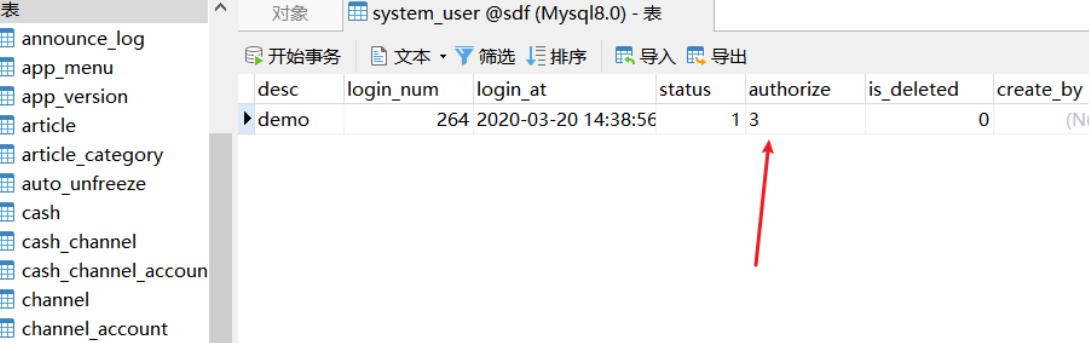 表
announce_log
app_menu
app_version
article
article_category
auto_unfreeze
cash
cash_channel
cash_channel_accoun
channel
channel_account
对象
system_user @sdf (Mysql8.0) - 表
开始事务 文本 筛选 排序 导入 导出
desc login_num login_at status authorize is_deleted create_by
demo 264 2020-03-20 14:38:56 1 3 0 (Nu